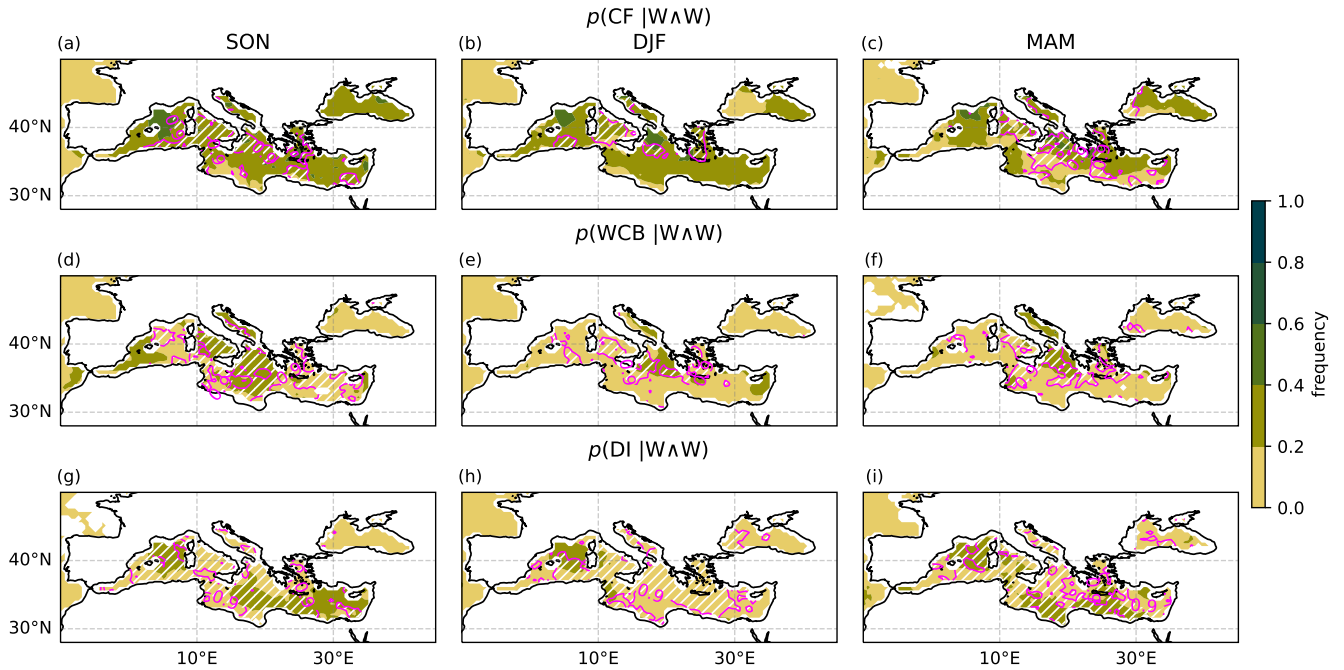 p(CF |W∧W)
(a) SON (b) DJF (c) MAM
40°N
30°N
p(WCB |W∧W)
(d) (e) (f)
40°N
30°N
p(DI |W∧W)
(g) (h) (i)
40°N
30°N
0.9 0.9 0.9
10°E 30°E 10°E 30°E 10°E 30°E
1.0
0.8
0.6
0.4
0.2
0.0
frequency